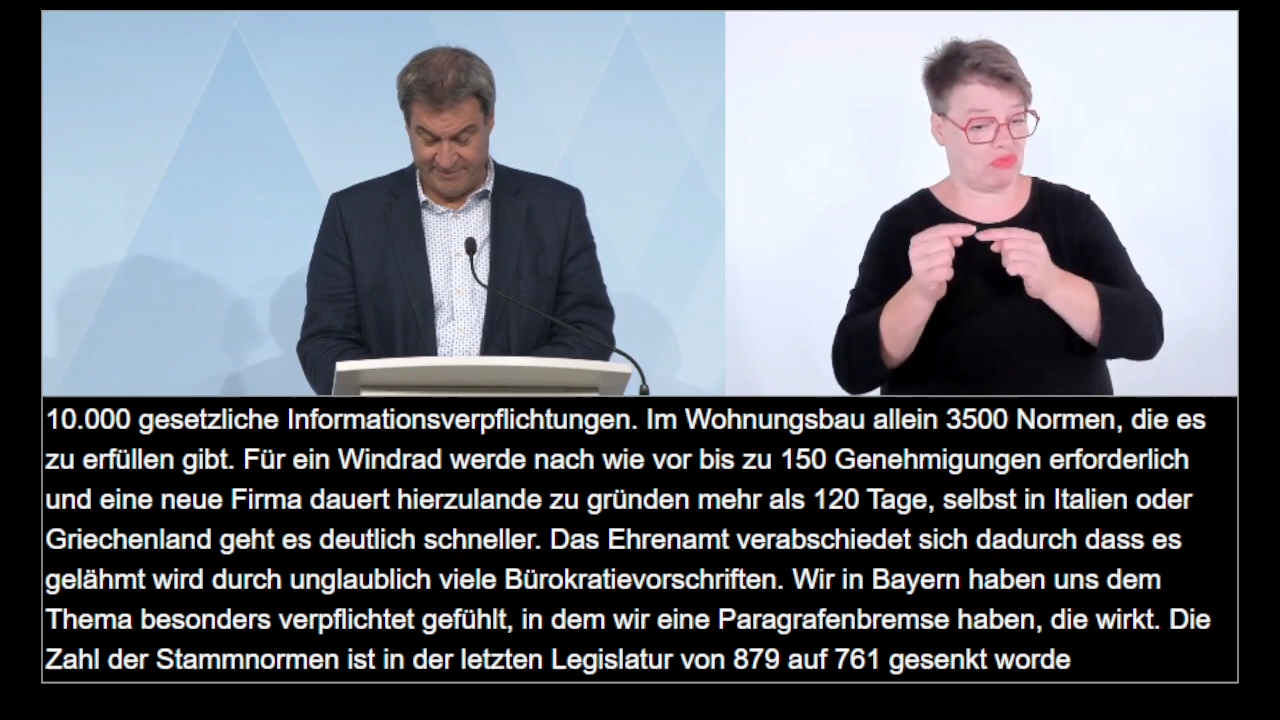 10.000 gesetzliche Informationsverpflichtungen. Im Wohnungsbau allein 3500 Normen, die es
zu erfüllen gibt. Für ein Windrad werde nach wie vor bis zu 150 Genehmigungen erforderlich
und eine neue Firma dauert hierzulande zu gründen mehr als 120 Tage, selbst in Italien oder
Griechenland geht es deutlich schneller. Das Ehrenamt verabschiedet sich dadurch dass es
gelähmt wird durch unglaublich viele Bürokratievorschriften. Wir in Bayern haben uns dem
Thema besonders verpflichtet gefühlt, in dem wir eine Paragrafenbremse haben, die wirkt. Die
Zahl der Stammnormen ist in der letzten Legislatur von 879 auf 761 gesenkt worde